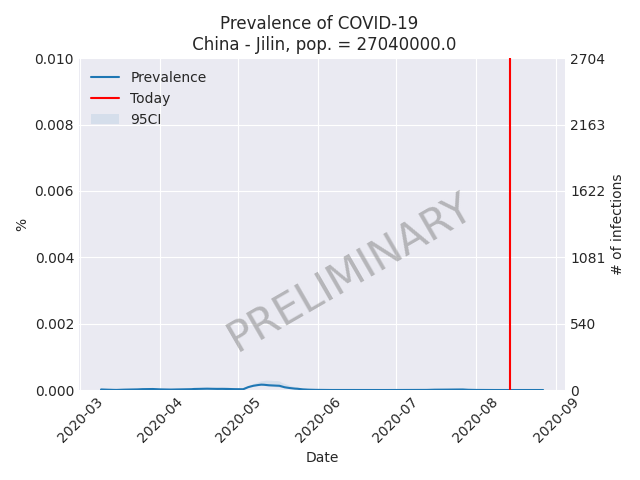 Prevalence of COVID-19
China - Jilin, pop. = 27040000.0
0.010
0.008
0.006
0.004
0.002
0.000
%
Prevalence
Today
95CI
PRELIMINARY
2704
2163
1622
1081
540
0
# of infections
2020-03
2020-04
2020-05
2020-06
2020-07
2020-08
2020-09
Date